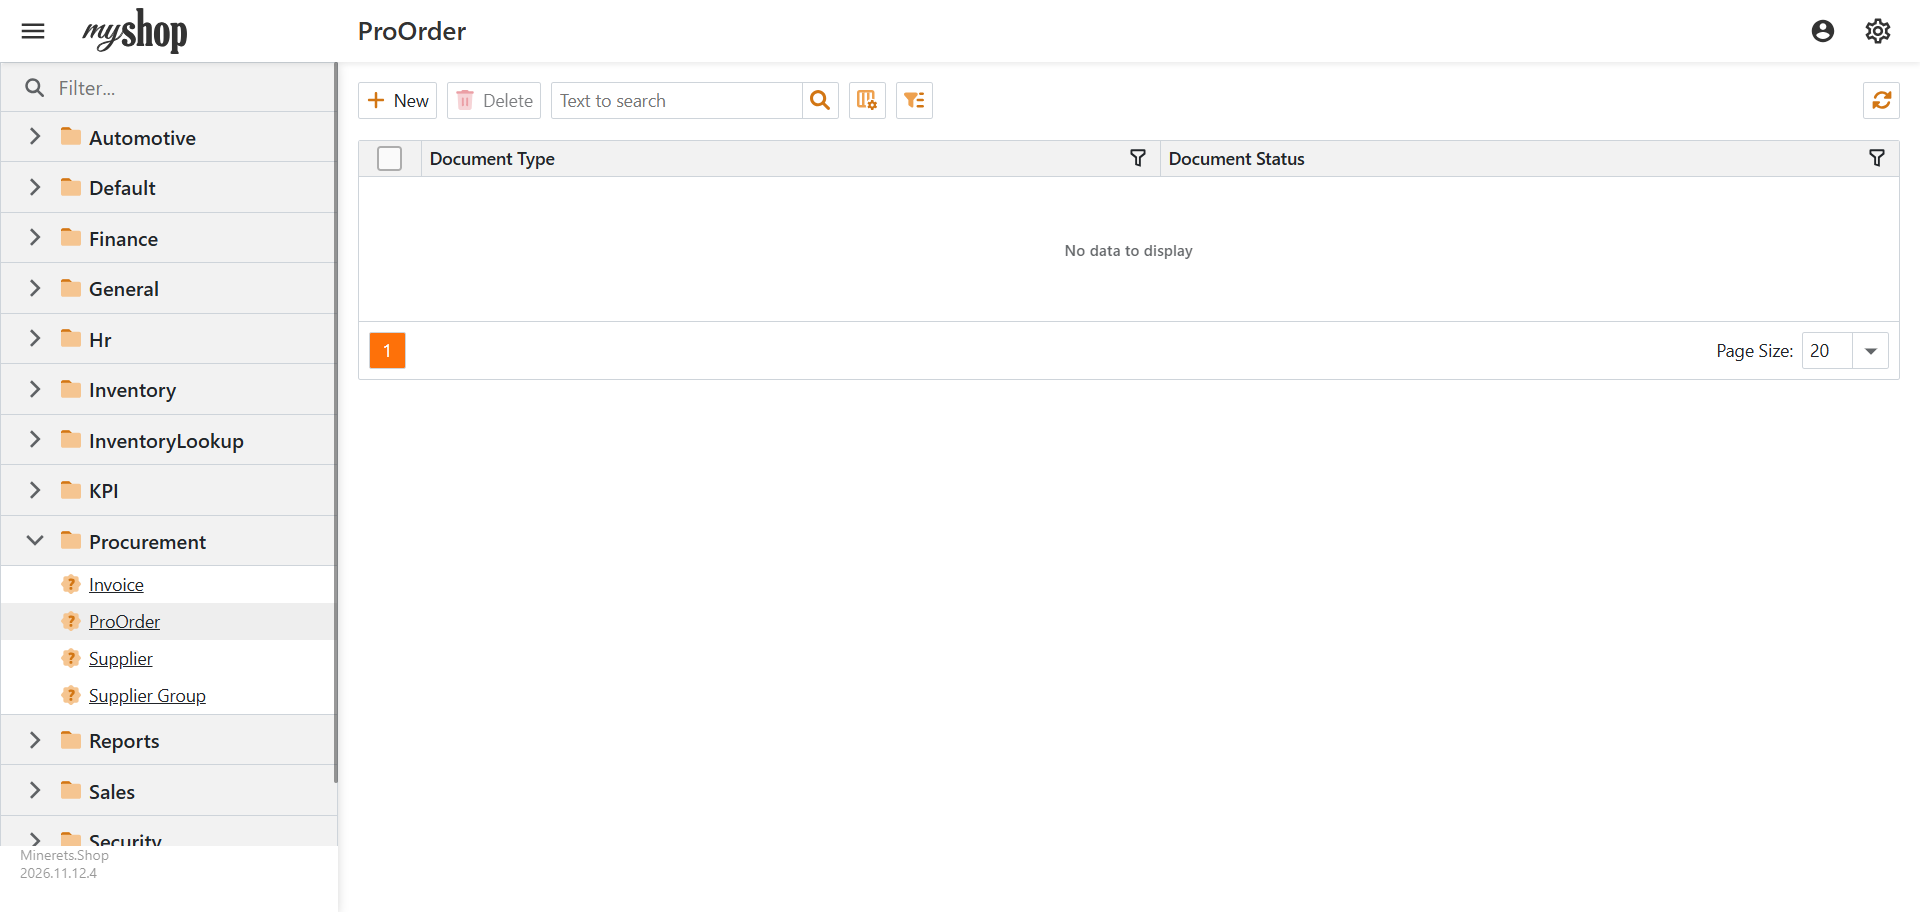 myshop
ProOrder
Filter...
Automotive
Default
Finance
General
Hr
Inventory
InventoryLookup
KPI
Procurement
Invoice
ProOrder
Supplier
Supplier Group
Reports
Sales
Security
Minerets.Shop
2026.11.12.4
New
Delete
Text to search
Document Type
Document Status
No data to display
1
Page Size: 20